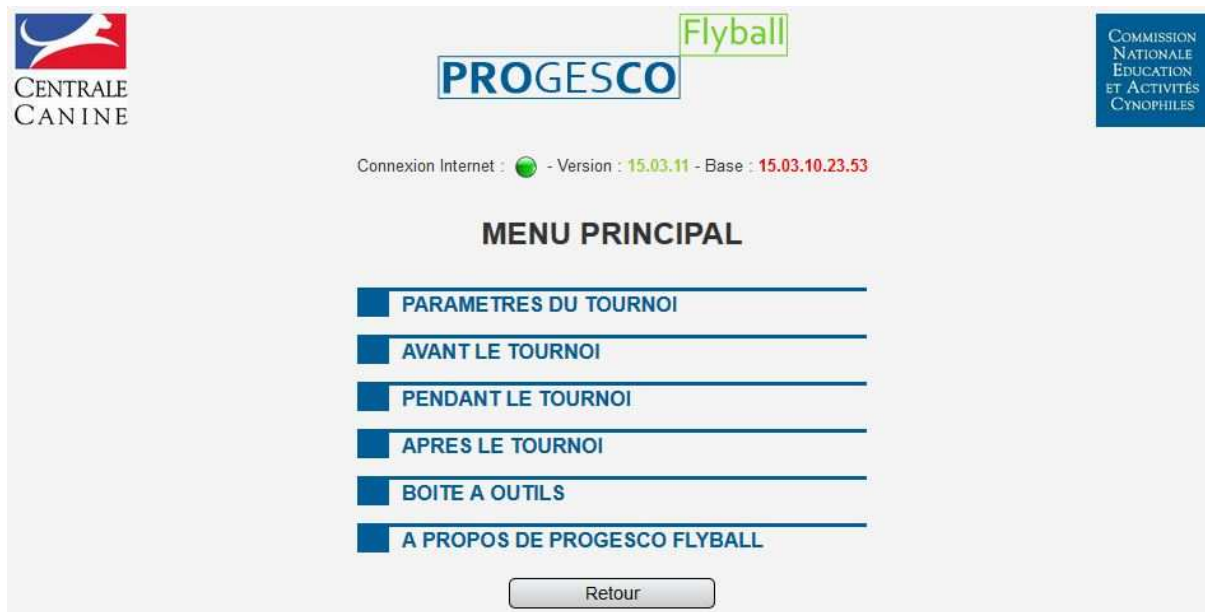 CENTRALE
CANINE
Flyball
PROGESCO
COMMISSION
NATIONALE
EDUCATION
ET ACTIVITÉS
CYNOPHILES
Connexion Internet : - Version : 15.03.11 - Base : 15.03.10.23.53
MENU PRINCIPAL
PARAMETRES DU TOURNOI
AVANT LE TOURNOI
PENDANT LE TOURNOI
APRES LE TOURNOI
BOITE A OUTILS
A PROPOS DE PROGESCO FLYBALL
Retour